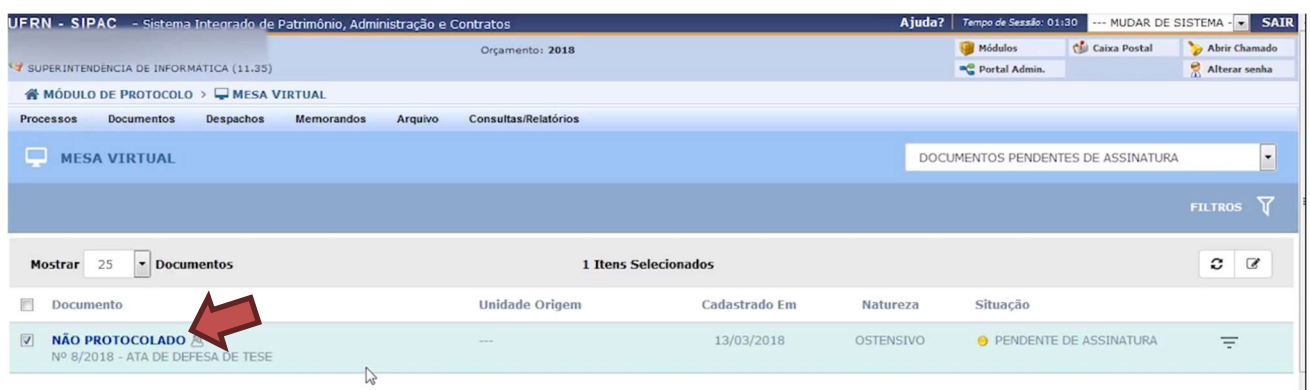 UFRN - SIPAC - Sistema Integrado de Patrimônio, Administração e Contratos Ajuda? Tempo de Sessão: 01:30 --- MUDAR DE SISTEMA - SAIR
Orçamento: 2018 Módulos Caixa Postal Abrir Chamado
SUPERINTENDÊNCIA DE INFORMÁTICA (11.35) Portal Admin. Alterar senha
MÓDULO DE PROTOCOLO > MESA VIRTUAL
Processos Documentos Despachos Memorandos Arquivo Consultas/Relatórios
MESA VIRTUAL DOCUMENTOS PENDENTES DE ASSINATURA
FILTROS
Mostrar 25 Documentos 1 Itens Selecionados
Documento Unidade Origem Cadastrado Em Natureza Situação
NÃO PROTOCOLADO --- 13/03/2018 OSTENSIVO PENDENTE DE ASSINATURA
Nº 8/2018 - ATA DE DEFESA DE TESE